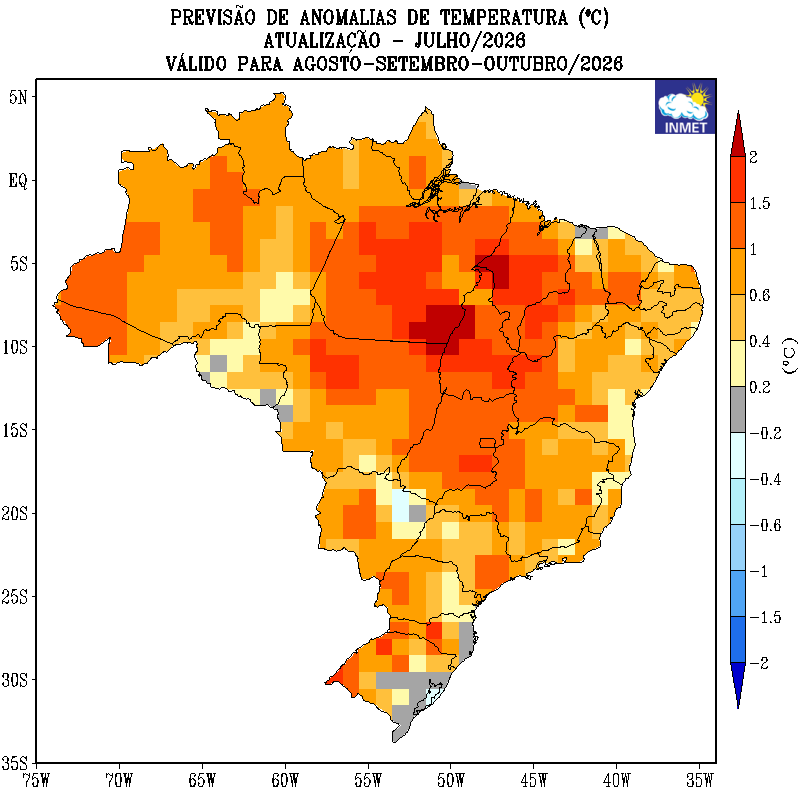 PREVISÃO DE ANOMALIAS DE TEMPERATURA (ºC)
ATUALIZAÇÃO - JULHO/2026
VÁLIDO PARA AGOSTO-SETEMBRO-OUTUBRO/2026
INMET
5N
EQ
5S
10S
15S
20S
25S
30S
35S
75W 70W 65W 60W 55W 50W 45W 40W 35W
2
1.5
1
0.6
0.4
0.2
-0.2
-0.4
-0.6
-1
-1.5
-2
(ºC)